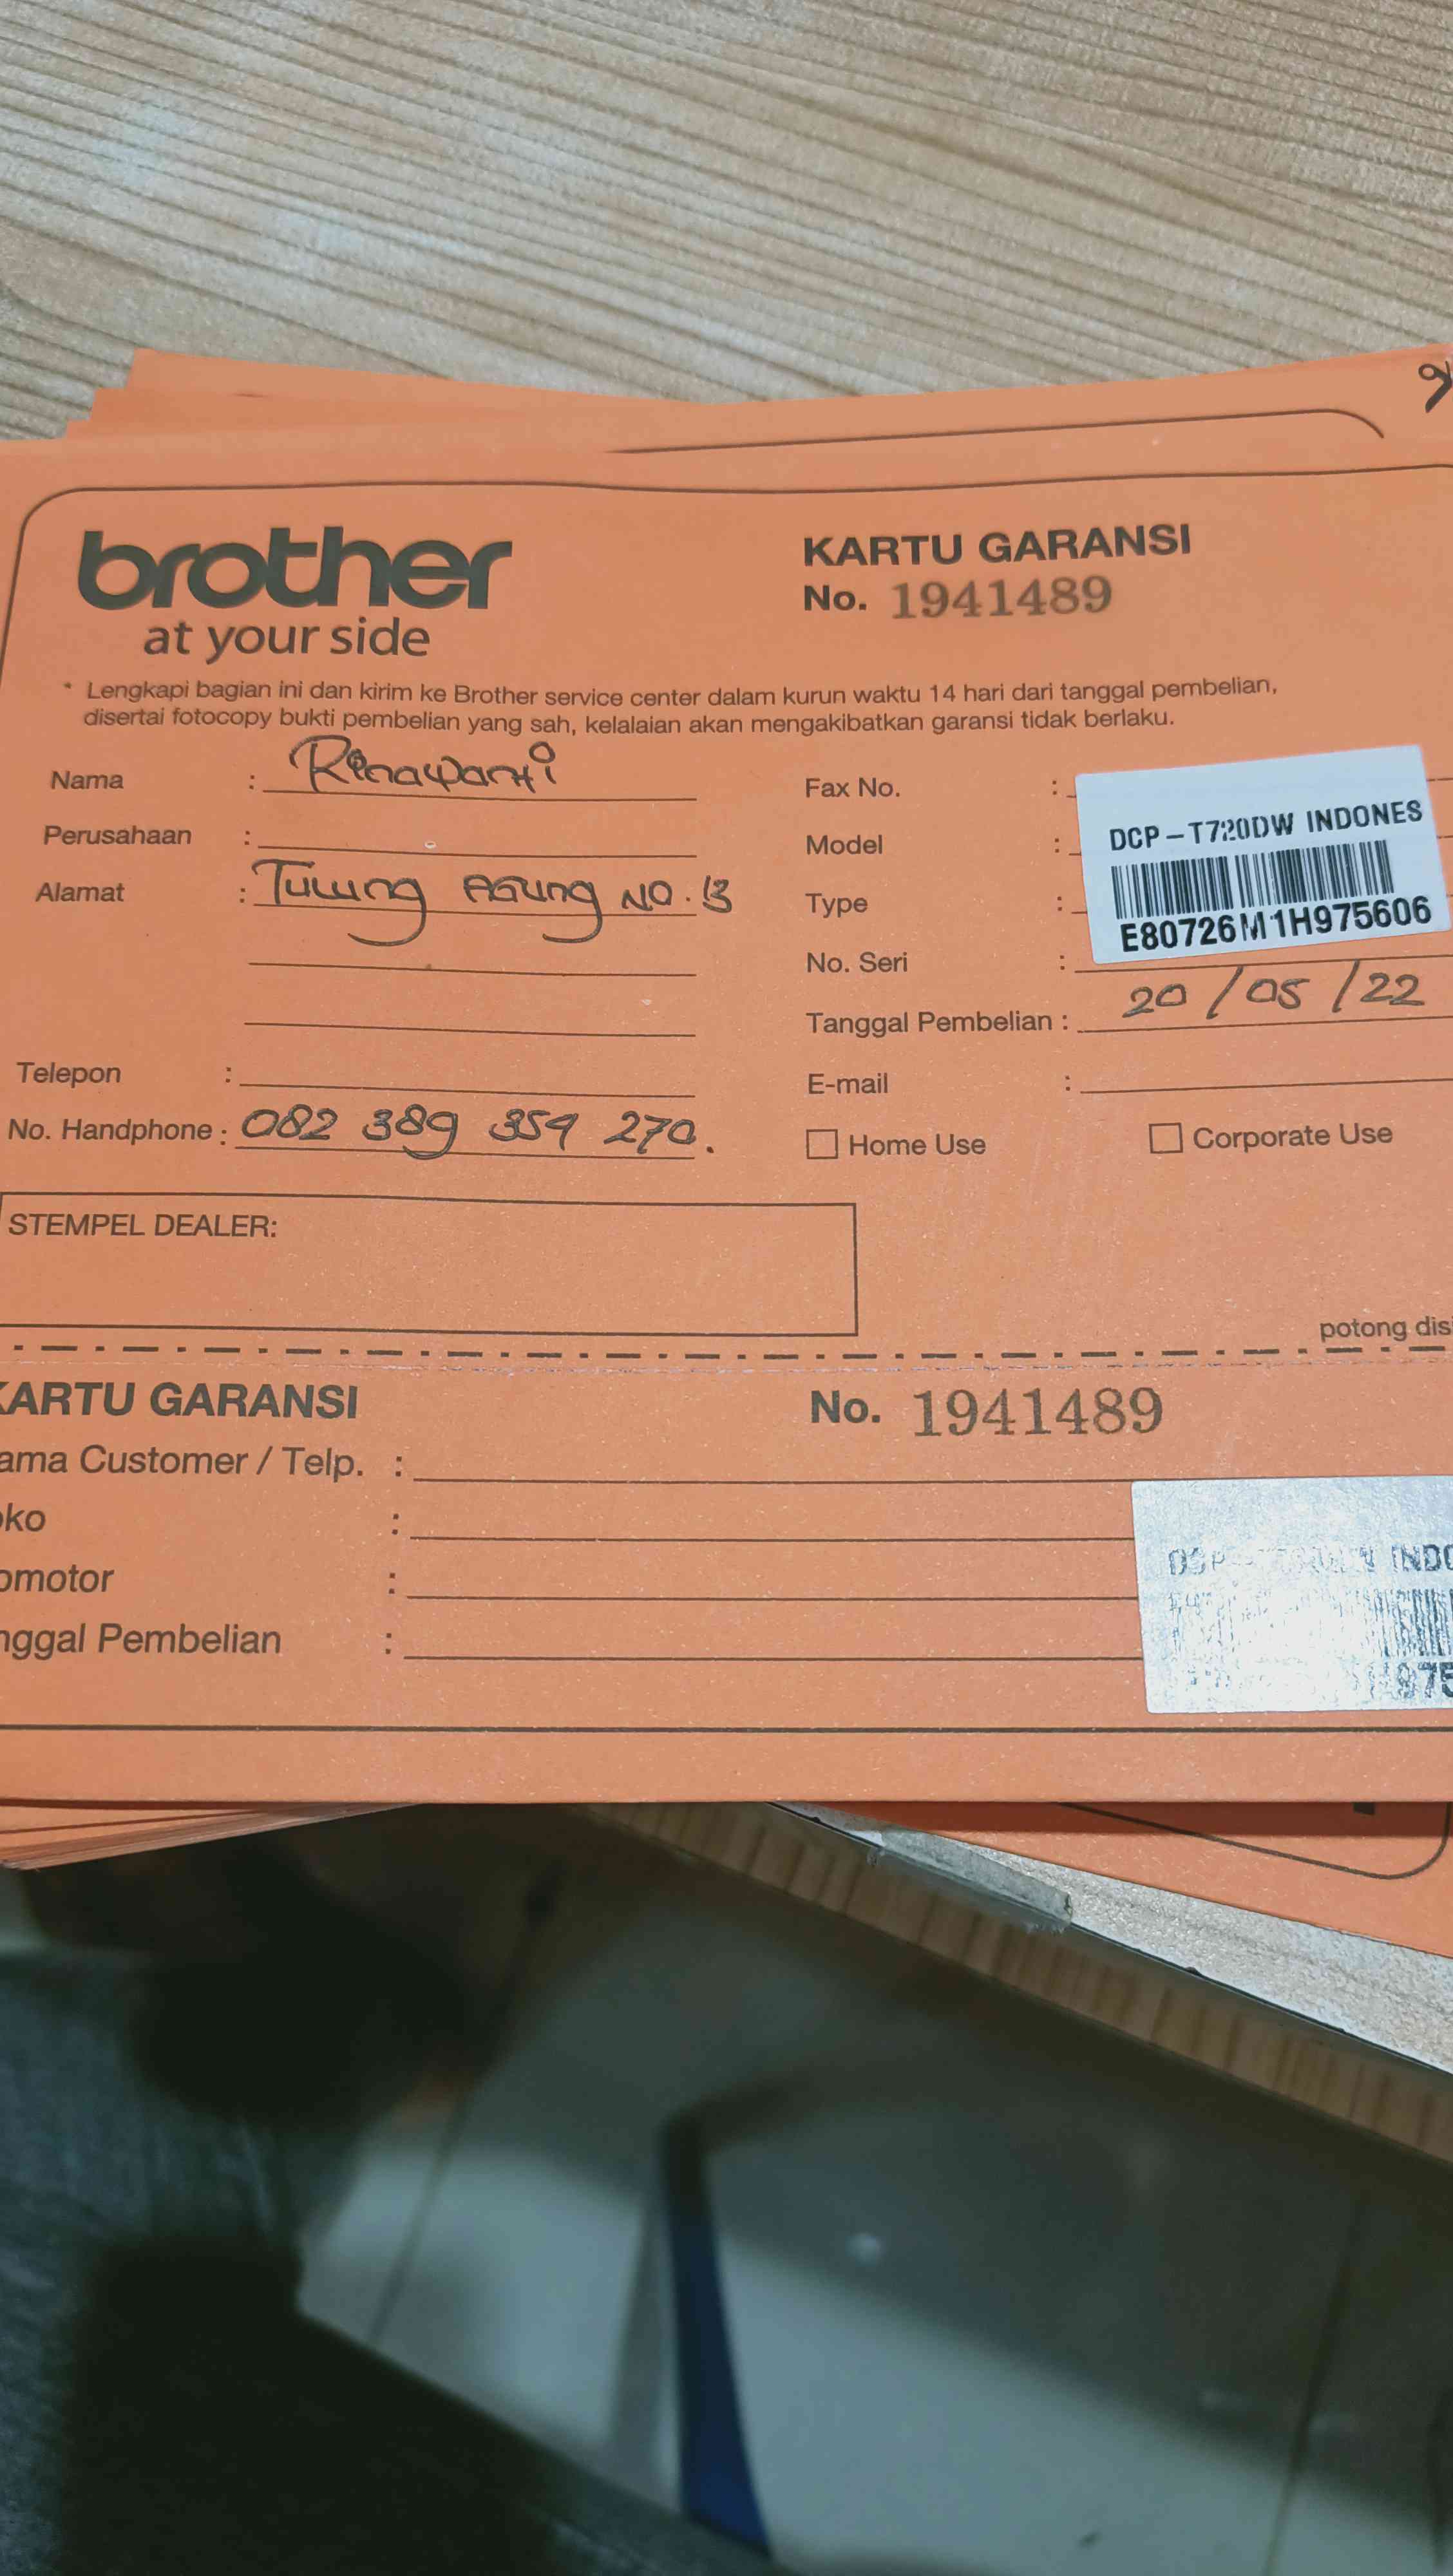 brother
at your side
KARTU GARANSI
No. 1941489
* Lengkapi bagian ini dan kirim ke Brother service center dalam kurun waktu 14 hari dari tanggal pembelian,
disertai fotocopy bukti pembelian yang sah, kelalaian akan mengakibatkan garansi tidak berlaku.
Nama : Rinawanti
Perusahaan :
Alamat : Tulung Agung NO. 13
Telepon :
No. Handphone : 082 389 354 270.
Fax No. :
Model :
Type :
No. Seri :
DCP-T720DW INDONES
E80726M1H975606
Tanggal Pembelian : 20/05/22
E-mail :
Home Use
Corporate Use
STEMPEL DEALER:
potong dis
KARTU GARANSI
No. 1941489
ama Customer / Telp. :
oko :
omotor :
nggal Pembelian :